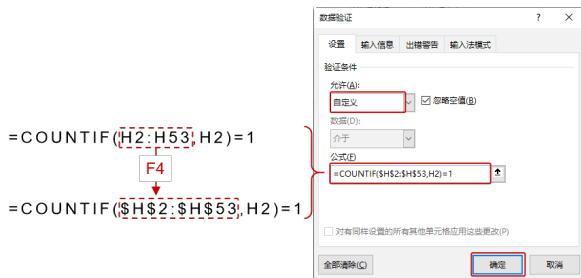 =COUNTIF(H2:H53,H2)=1
F4
=COUNTIF($H$2:$H$53,H2)=1
数据验证 ? ×
设置 输入信息 出错警告 输入法模式
验证条件
允许(A):
自定义 忽略空值(B)
数据(D):
介于
公式(F)
=COUNTIF($H$2:$H$53,H2)=1
对有同样设置的所有其他单元格应用这些更改(P)
全部清除(C) 确定 取消